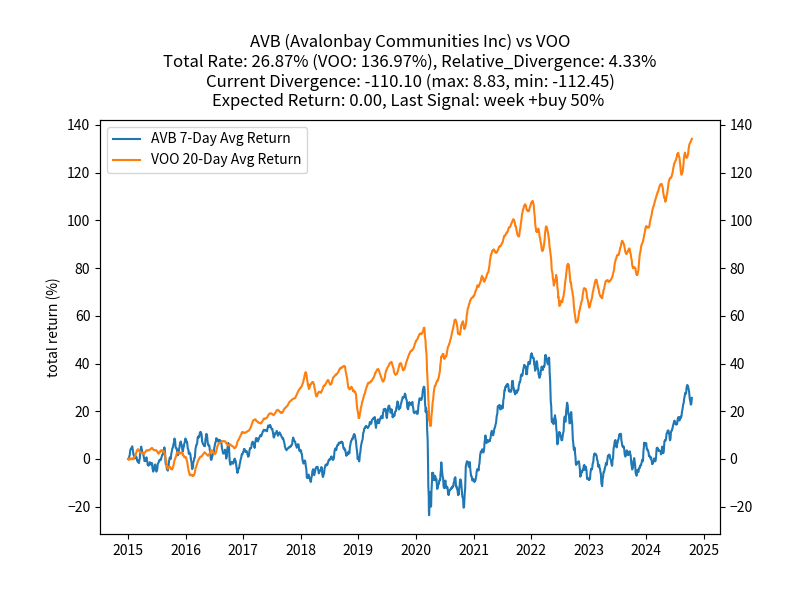 AVB (Avalonbay Communities Inc) vs VOO
Total Rate: 26.87% (VOO: 136.97%), Relative_Divergence: 4.33%
Current Divergence: -110.10 (max: 8.83, min: -112.45)
Expected Return: 0.00, Last Signal: week +buy 50%
AVB 7-Day Avg Return
VOO 20-Day Avg Return
total return (%)
140 140
120 120
100 100
80 80
60 60
40 40
20 20
0 0
−20 −20
2015 2016 2017 2018 2019 2020 2021 2022 2023 2024 2025